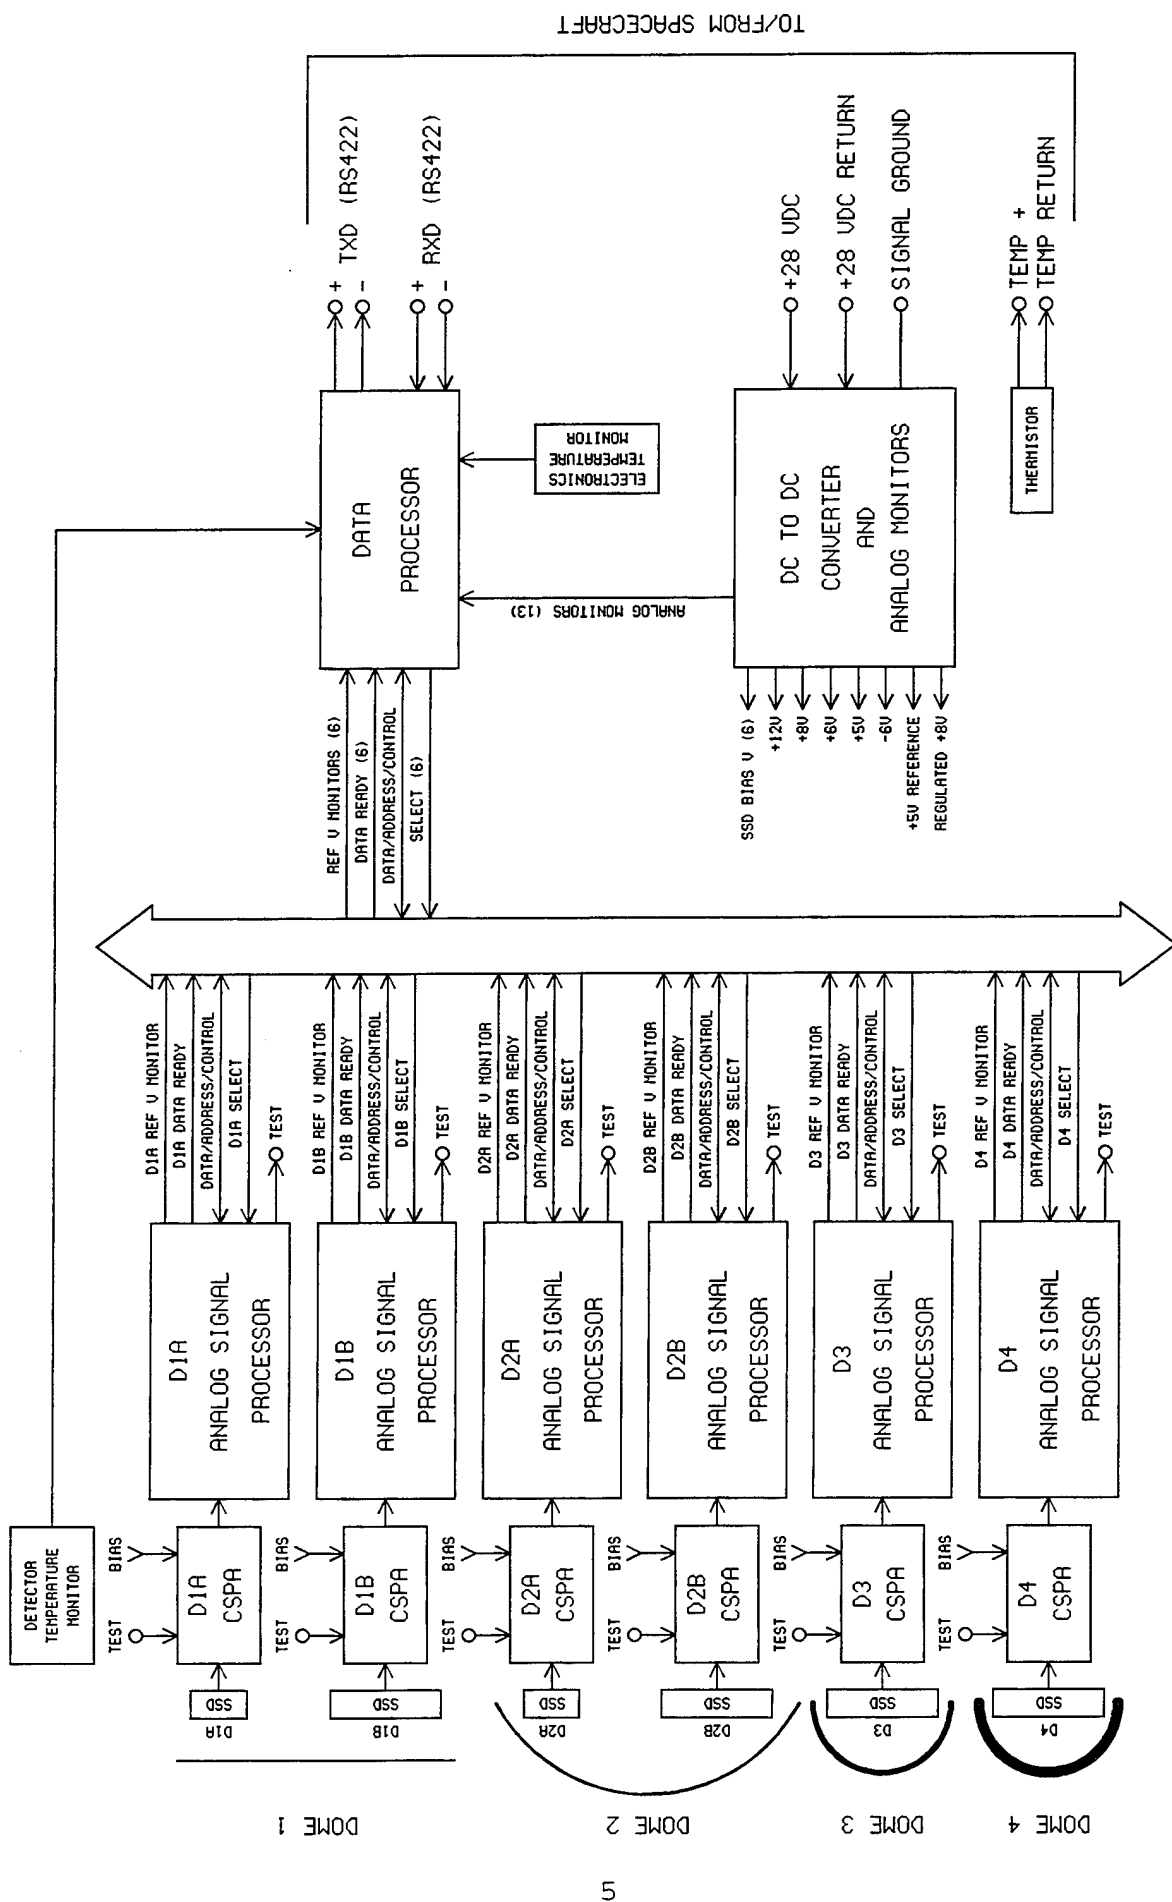 TO/FROM SPACECRAFT
DETECTOR
TEMPERATURE
MONITOR
DOME 1
D1A
SSD
TEST
BIAS
D1A
CSPA
D1A
ANALOG SIGNAL
PROCESSOR
D1A REF V MONITOR
D1A DATA READY
DATA/ADDRESS/CONTROL
D1A SELECT
TEST
D1B
SSD
TEST
BIAS
D1B
CSPA
D1B
ANALOG SIGNAL
PROCESSOR
D1B REF V MONITOR
D1B DATA READY
DATA/ADDRESS/CONTROL
D1B SELECT
TEST
DOME 2
D2A
SSD
TEST
BIAS
D2A
CSPA
D2A
ANALOG SIGNAL
PROCESSOR
D2A REF V MONITOR
D2A DATA READY
DATA/ADDRESS/CONTROL
D2A SELECT
TEST
D2B
SSD
TEST
BIAS
D2B
CSPA
D2B
ANALOG SIGNAL
PROCESSOR
D2B REF V MONITOR
D2B DATA READY
DATA/ADDRESS/CONTROL
D2B SELECT
TEST
DOME 3
D3
SSD
TEST
BIAS
D3
CSPA
D3
ANALOG SIGNAL
PROCESSOR
D3 REF V MONITOR
D3 DATA READY
DATA/ADDRESS/CONTROL
D3 SELECT
TEST
DOME 4
D4
SSD
TEST
BIAS
D4
CSPA
D4
ANALOG SIGNAL
PROCESSOR
D4 REF V MONITOR
D4 DATA READY
DATA/ADDRESS/CONTROL
D4 SELECT
TEST
REF V MONITORS (6)
DATA READY (6)
DATA/ADDRESS/CONTROL
SELECT (6)
DATA
PROCESSOR
+
TXD (RS422)
-
+
RXD (RS422)
-
ELECTRONICS
TEMPERATURE
MONITOR
ANALOG MONITORS (13)
SSD BIAS V (6)
+12V
+8V
+6V
+5V
-6V
+5V REFERENCE
REGULATED +8V
DC TO DC
CONVERTER
AND
ANALOG MONITORS
+28 VDC
+28 VDC RETURN
SIGNAL GROUND
THERMISTOR
TEMP +
TEMP RETURN
5